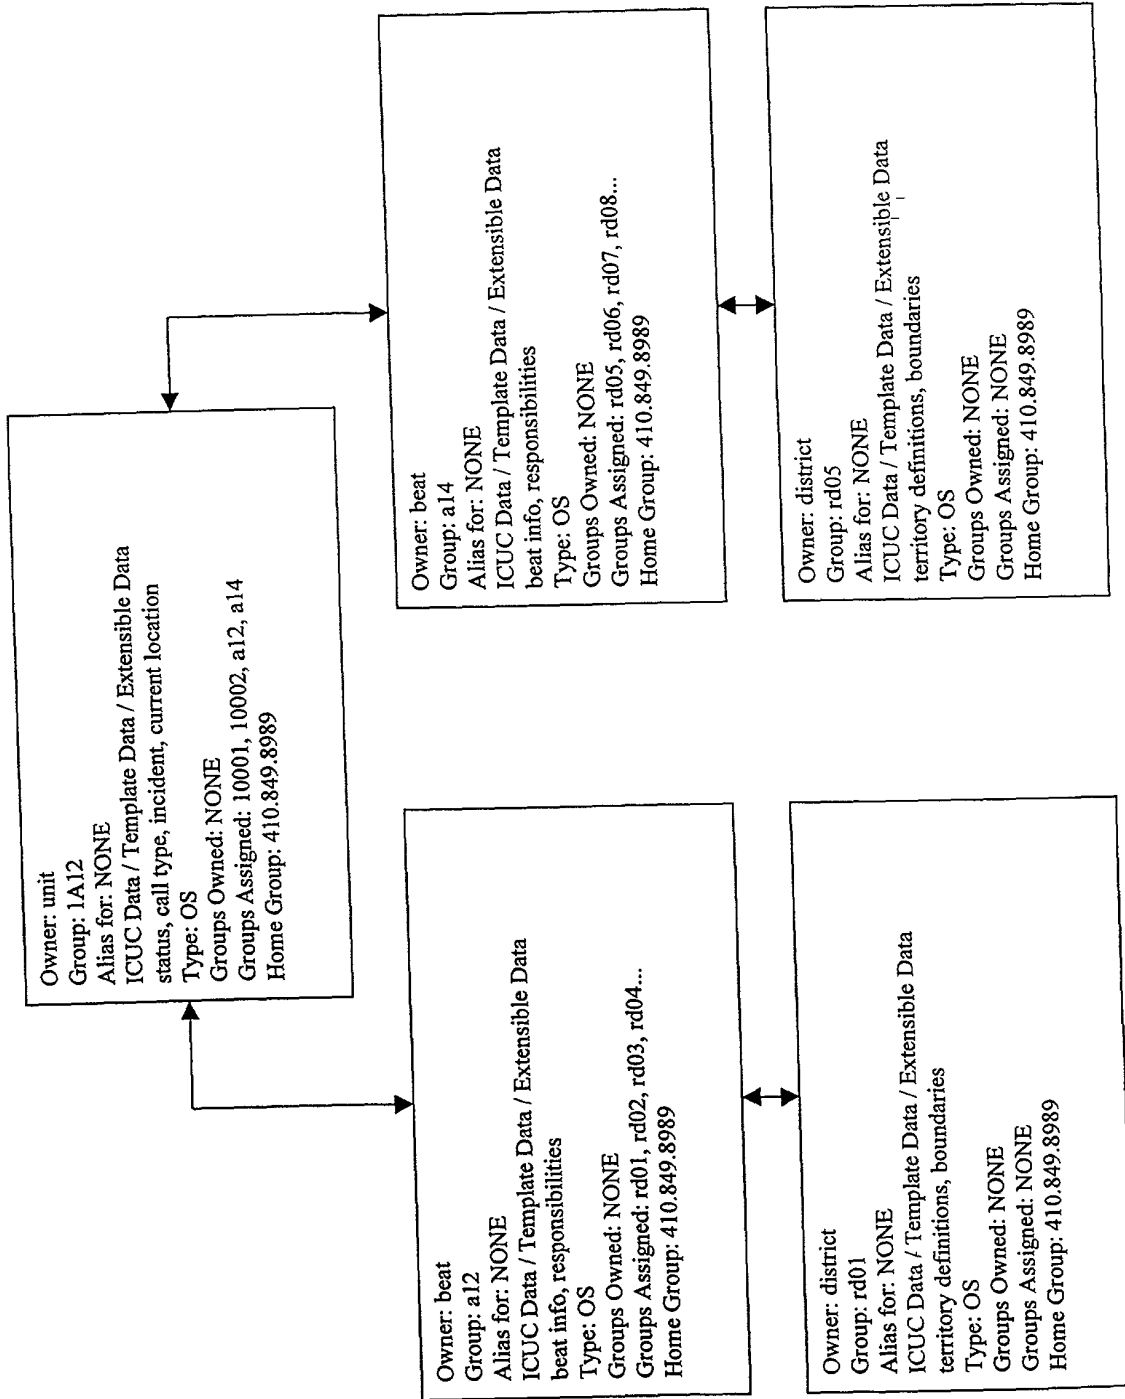 Owner: unit
Group: 1A12
Alias for: NONE
ICUC Data / Template Data / Extensible Data
status, call type, incident, current location
Type: OS
Groups Owned: NONE
Groups Assigned: 10001, 10002, a12, a14
Home Group: 410.849.8989
Owner: beat
Group: a12
Alias for: NONE
ICUC Data / Template Data / Extensible Data
beat info, responsibilities
Type: OS
Groups Owned: NONE
Groups Assigned: rd01, rd02, rd03, rd04...
Home Group: 410.849.8989
Owner: beat
Group: a14
Alias for: NONE
ICUC Data / Template Data / Extensible Data
beat info, responsibilities
Type: OS
Groups Owned: NONE
Groups Assigned: rd05, rd06, rd07, rd08...
Home Group: 410.849.8989
Owner: district
Group: rd01
Alias for: NONE
ICUC Data / Template Data / Extensible Data
territory definitions, boundaries
Type: OS
Groups Owned: NONE
Groups Assigned: NONE
Home Group: 410.849.8989
Owner: district
Group: rd05
Alias for: NONE
ICUC Data / Template Data / Extensible Data
territory definitions, boundaries
Type: OS
Groups Owned: NONE
Groups Assigned: NONE
Home Group: 410.849.8989